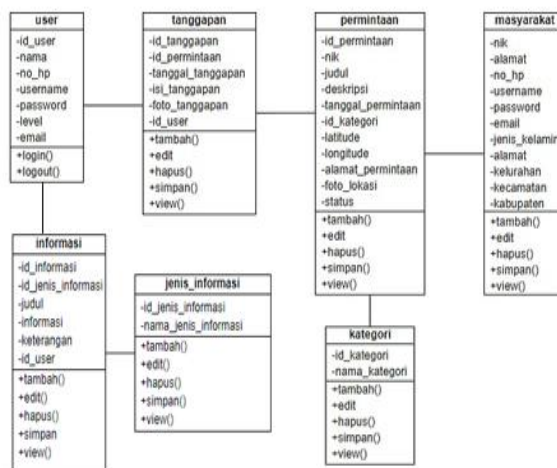 user
-id_user
-nama
-no_hp
-username
-password
-level
-email
+login()
+logout()
tanggapan
-id_tanggapan
-id_permintaan
-tanggal_tanggapan
-isi_tanggapan
-foto_tanggapan
-id_user
+tambah()
+edit
+hapus()
+simpan()
+view()
permintaan
-id_permintaan
-nik
-judul
-deskripsi
-tanggal_permintaan
-id_kategori
-latitude
-longitude
-alamat_permintaan
-foto_lokasi
-status
+tambah()
+edit
+hapus()
+simpan()
+view()
masyarakat
-nik
-alamat
-no_hp
-username
-password
-email
-jenis_kelamin
-alamat
-kelurahan
-kecamatan
-kabupaten
+tambah()
+edit
+hapus()
+simpan()
+view()
informasi
-id_informasi
-id_jenis_informasi
-judul
-informasi
-keterangan
-id_user
+tambah()
+edit()
+hapus()
+simpan
+view()
jenis_informasi
-id_jenis_informasi
-nama_jenis_informasi
+tambah()
+edit()
+hapus()
+simpan()
+view()
kategori
-id_kategori
-nama_kategori
+tambah()
+edit
+hapus()
+simpan()
+view()